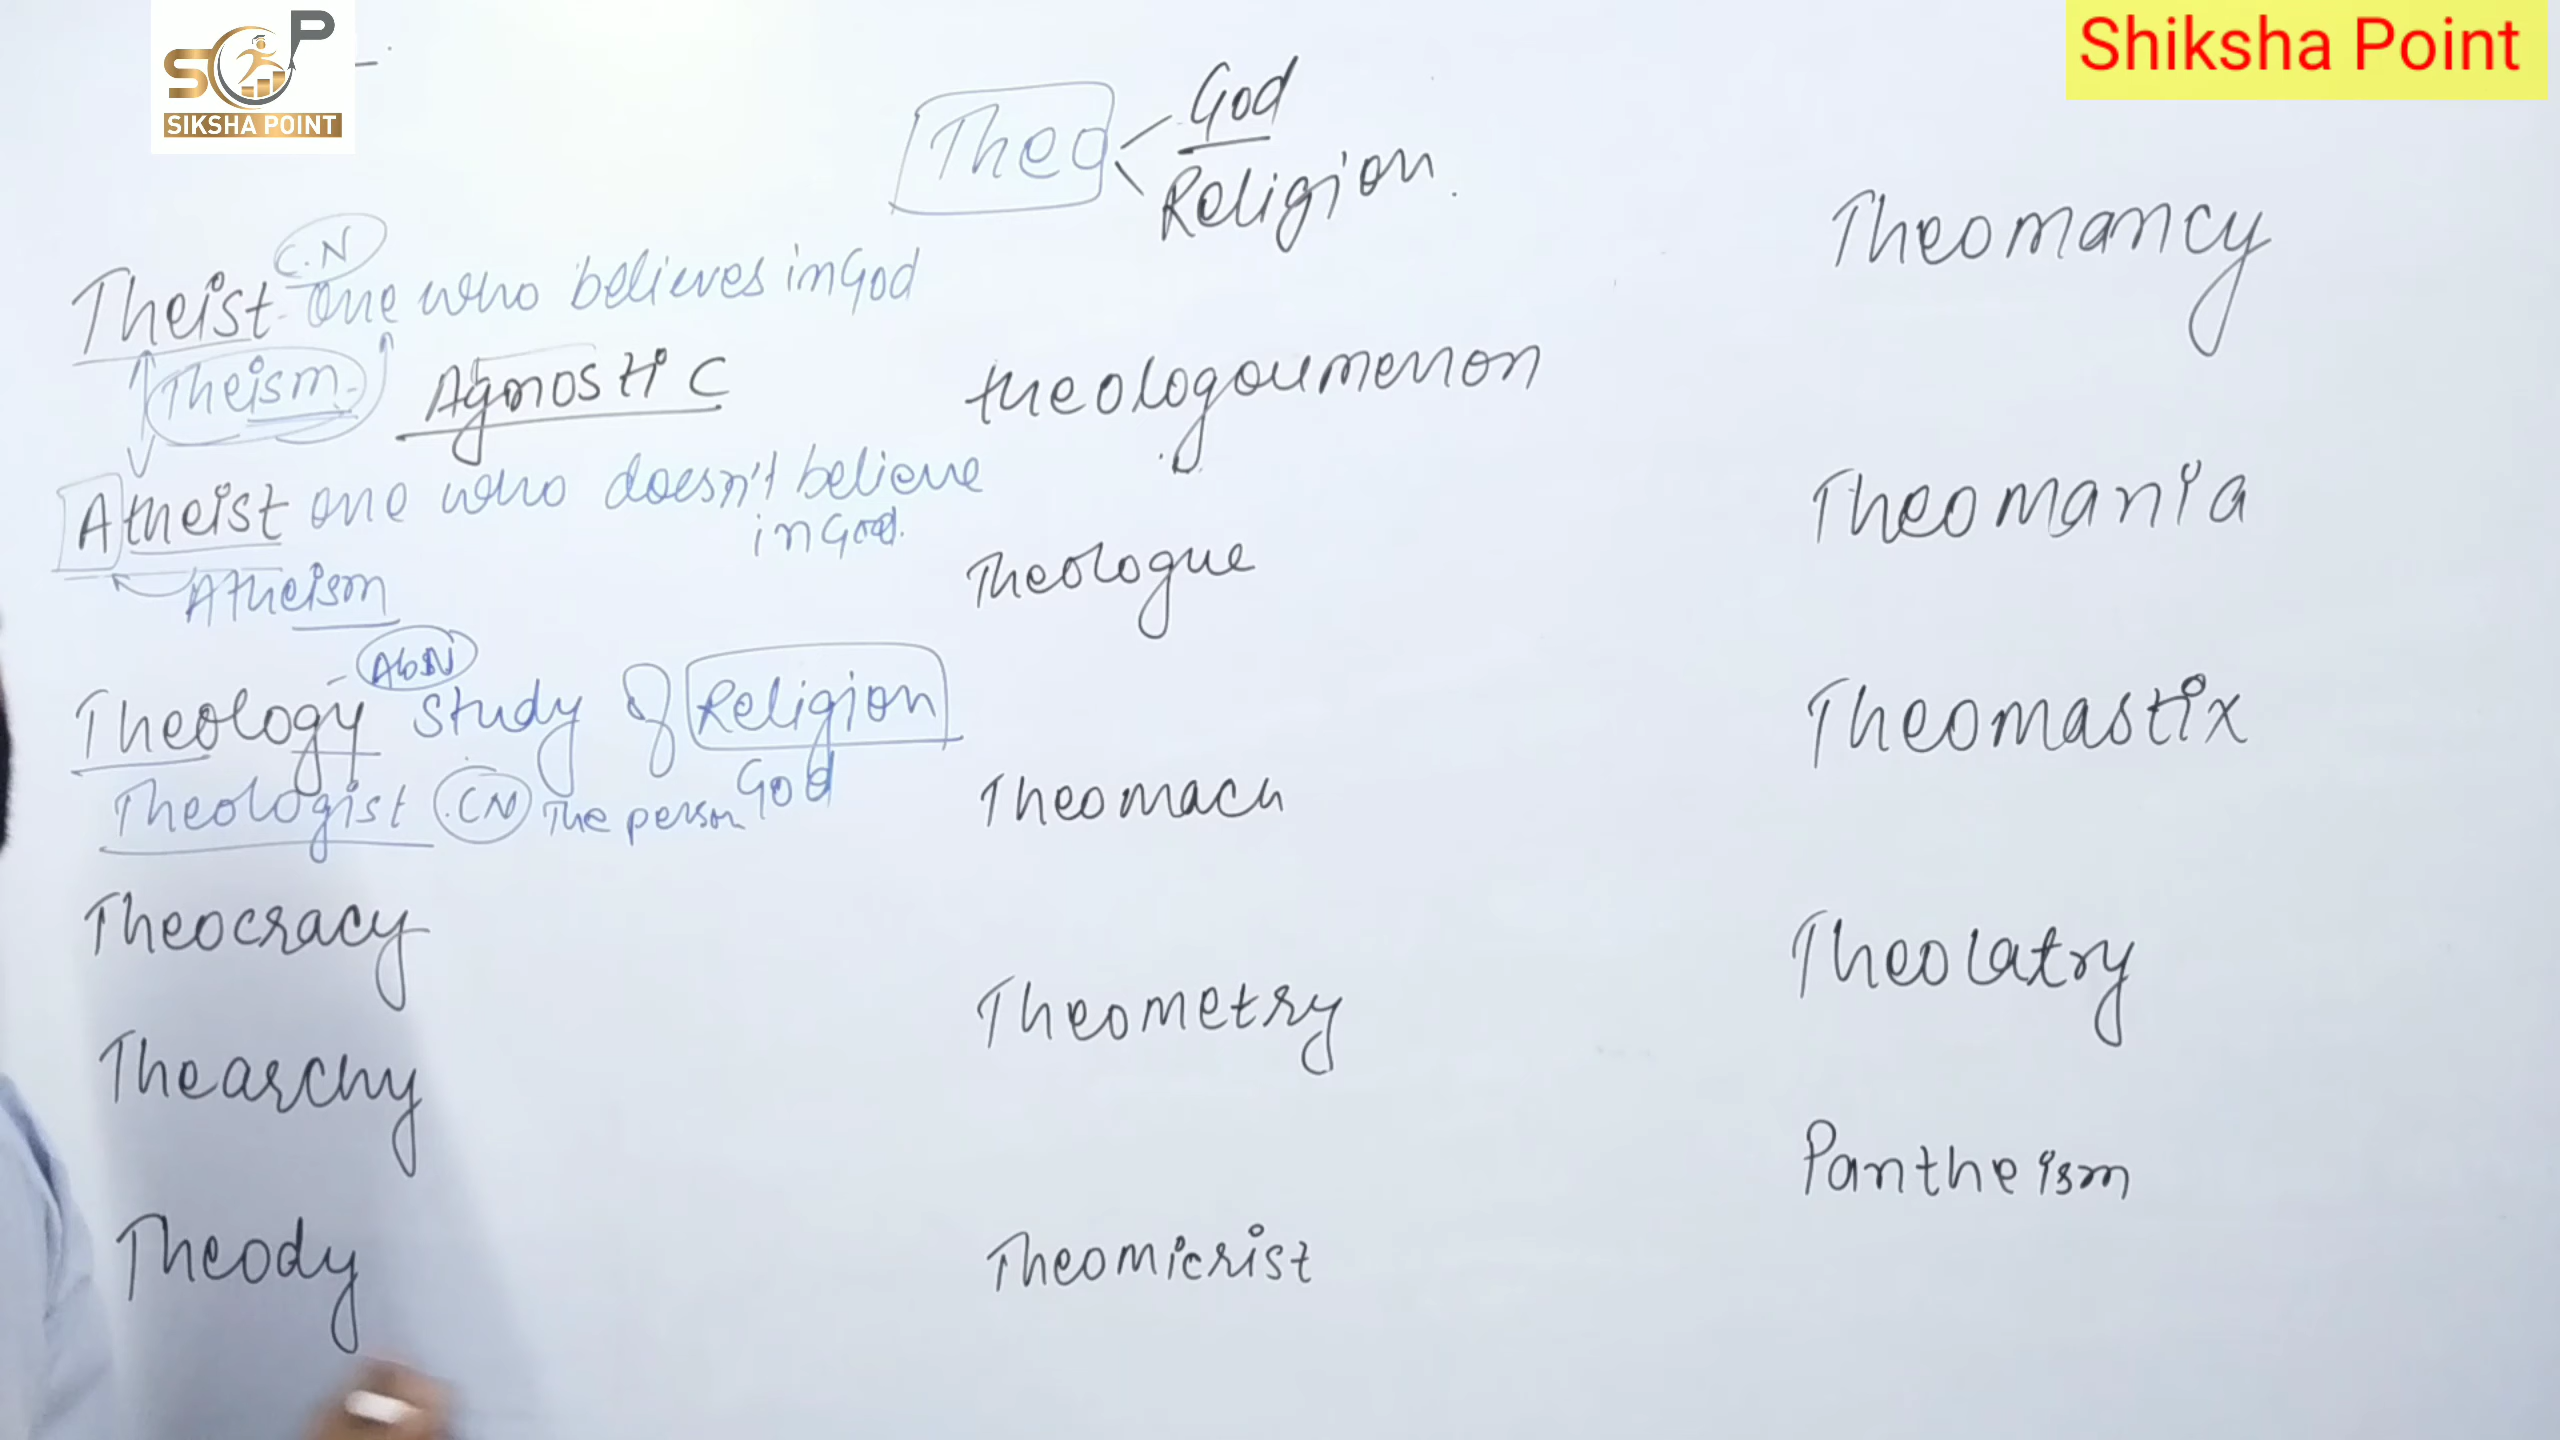 SP
SIKSHA POINT
Shiksha Point
Theo
God
Religion.
C.N
Theist - one who believes in God
Theism
Agnostic
Atheist one who doesn't believe
in God.
Atheism
AbN
Theology - Study of Religion
God
Theologist C.N The person
Theocracy
Thearchy
Theody
theologoumenon
Theologue
Theomach
Theometry
Theomicrist
Theomancy
Theomania
Theomastix
Theolatry
Pantheism